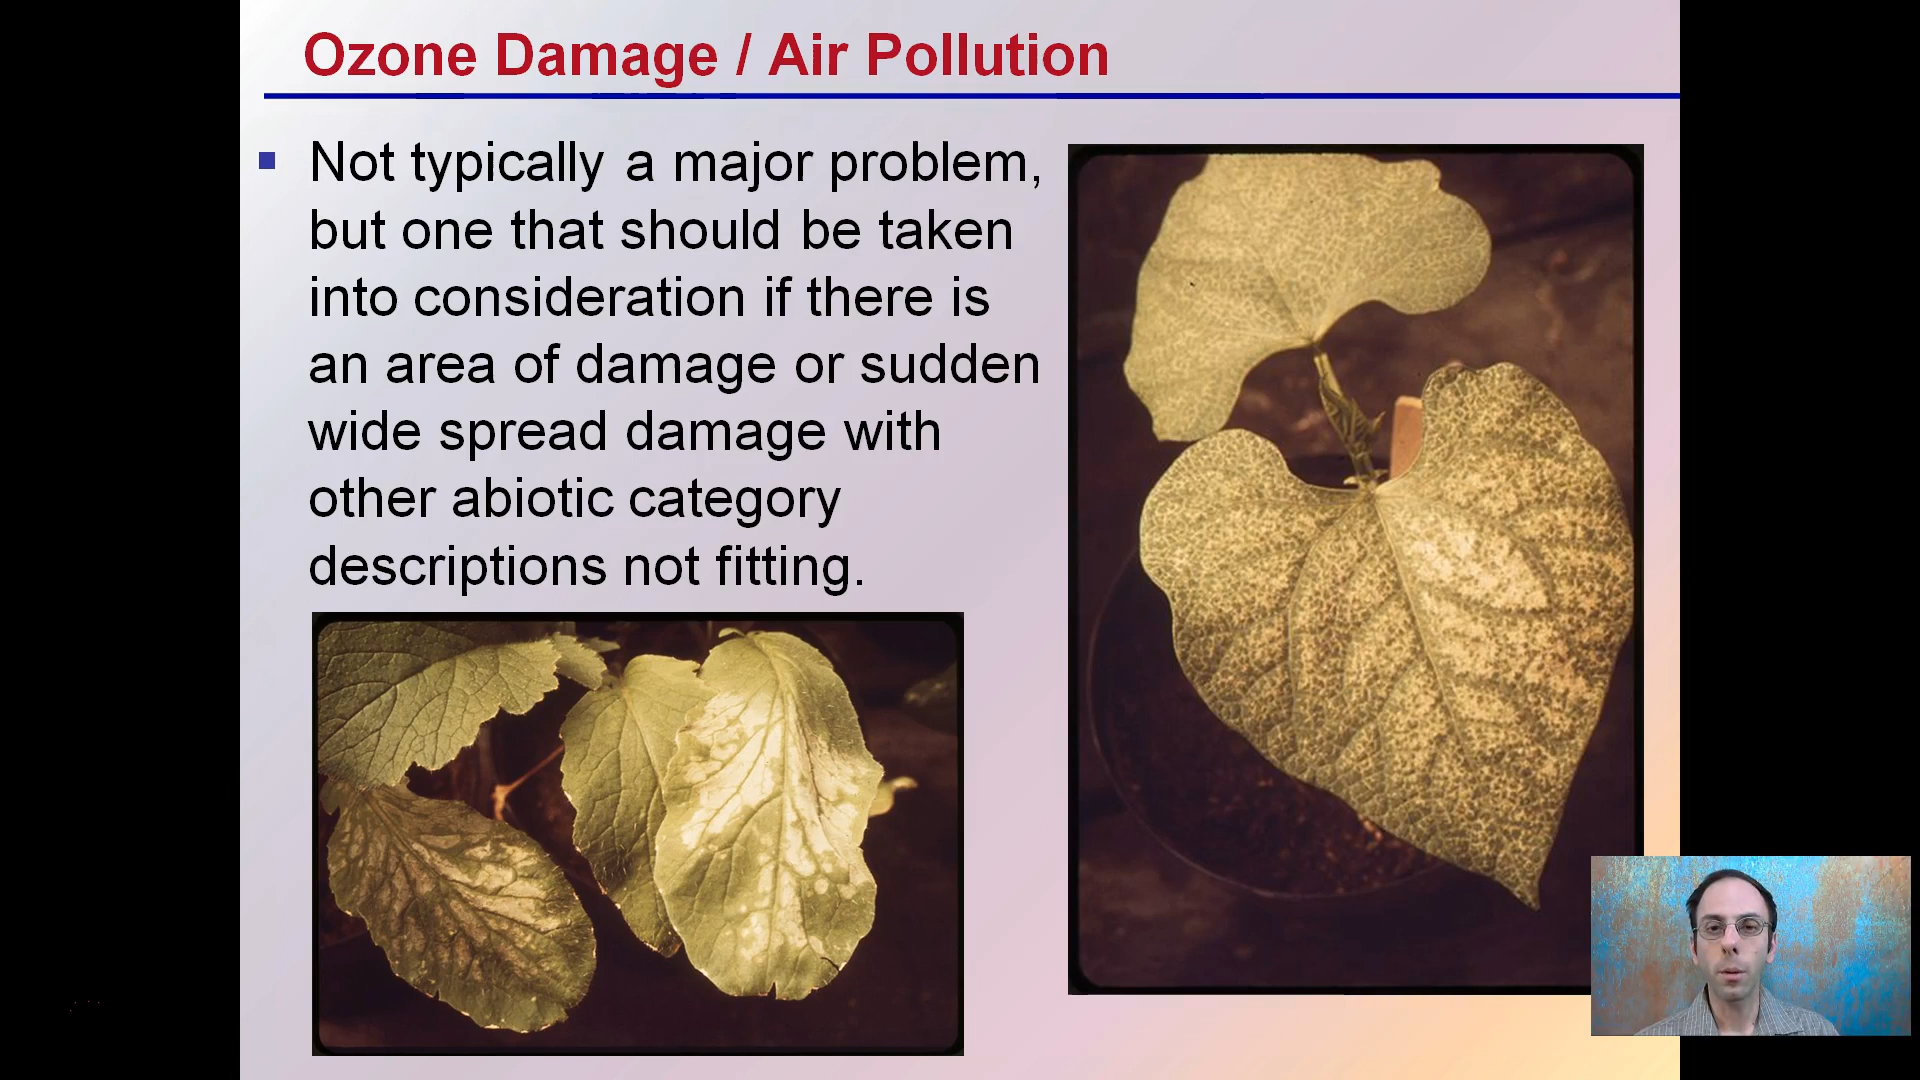 Ozone Damage / Air Pollution
Not typically a major problem,
but one that should be taken
into consideration if there is
an area of damage or sudden
wide spread damage with
other abiotic category
descriptions not fitting.